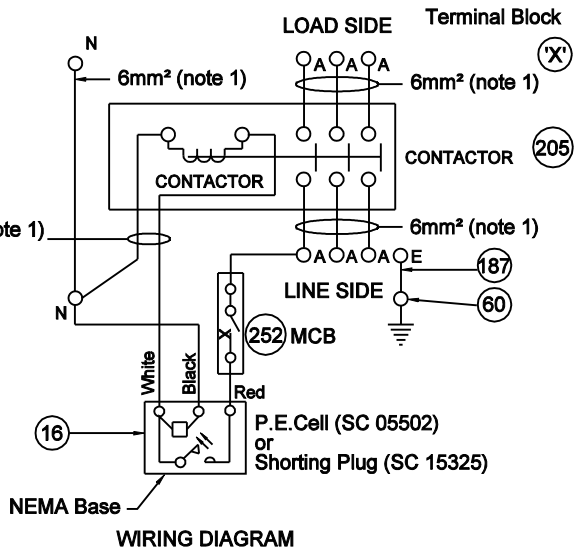 LOAD SIDE
Terminal Block
N
'X'
A A A
6mm² (note 1)
6mm² (note 1)
CONTACTOR
205
CONTACTOR
ote 1)
6mm² (note 1)
A A A E
187
LINE SIDE
60
N
252 MCB
X
White
Black
Red
16
P.E.Cell (SC 05502)
or
Shorting Plug (SC 15325)
NEMA Base
WIRING DIAGRAM